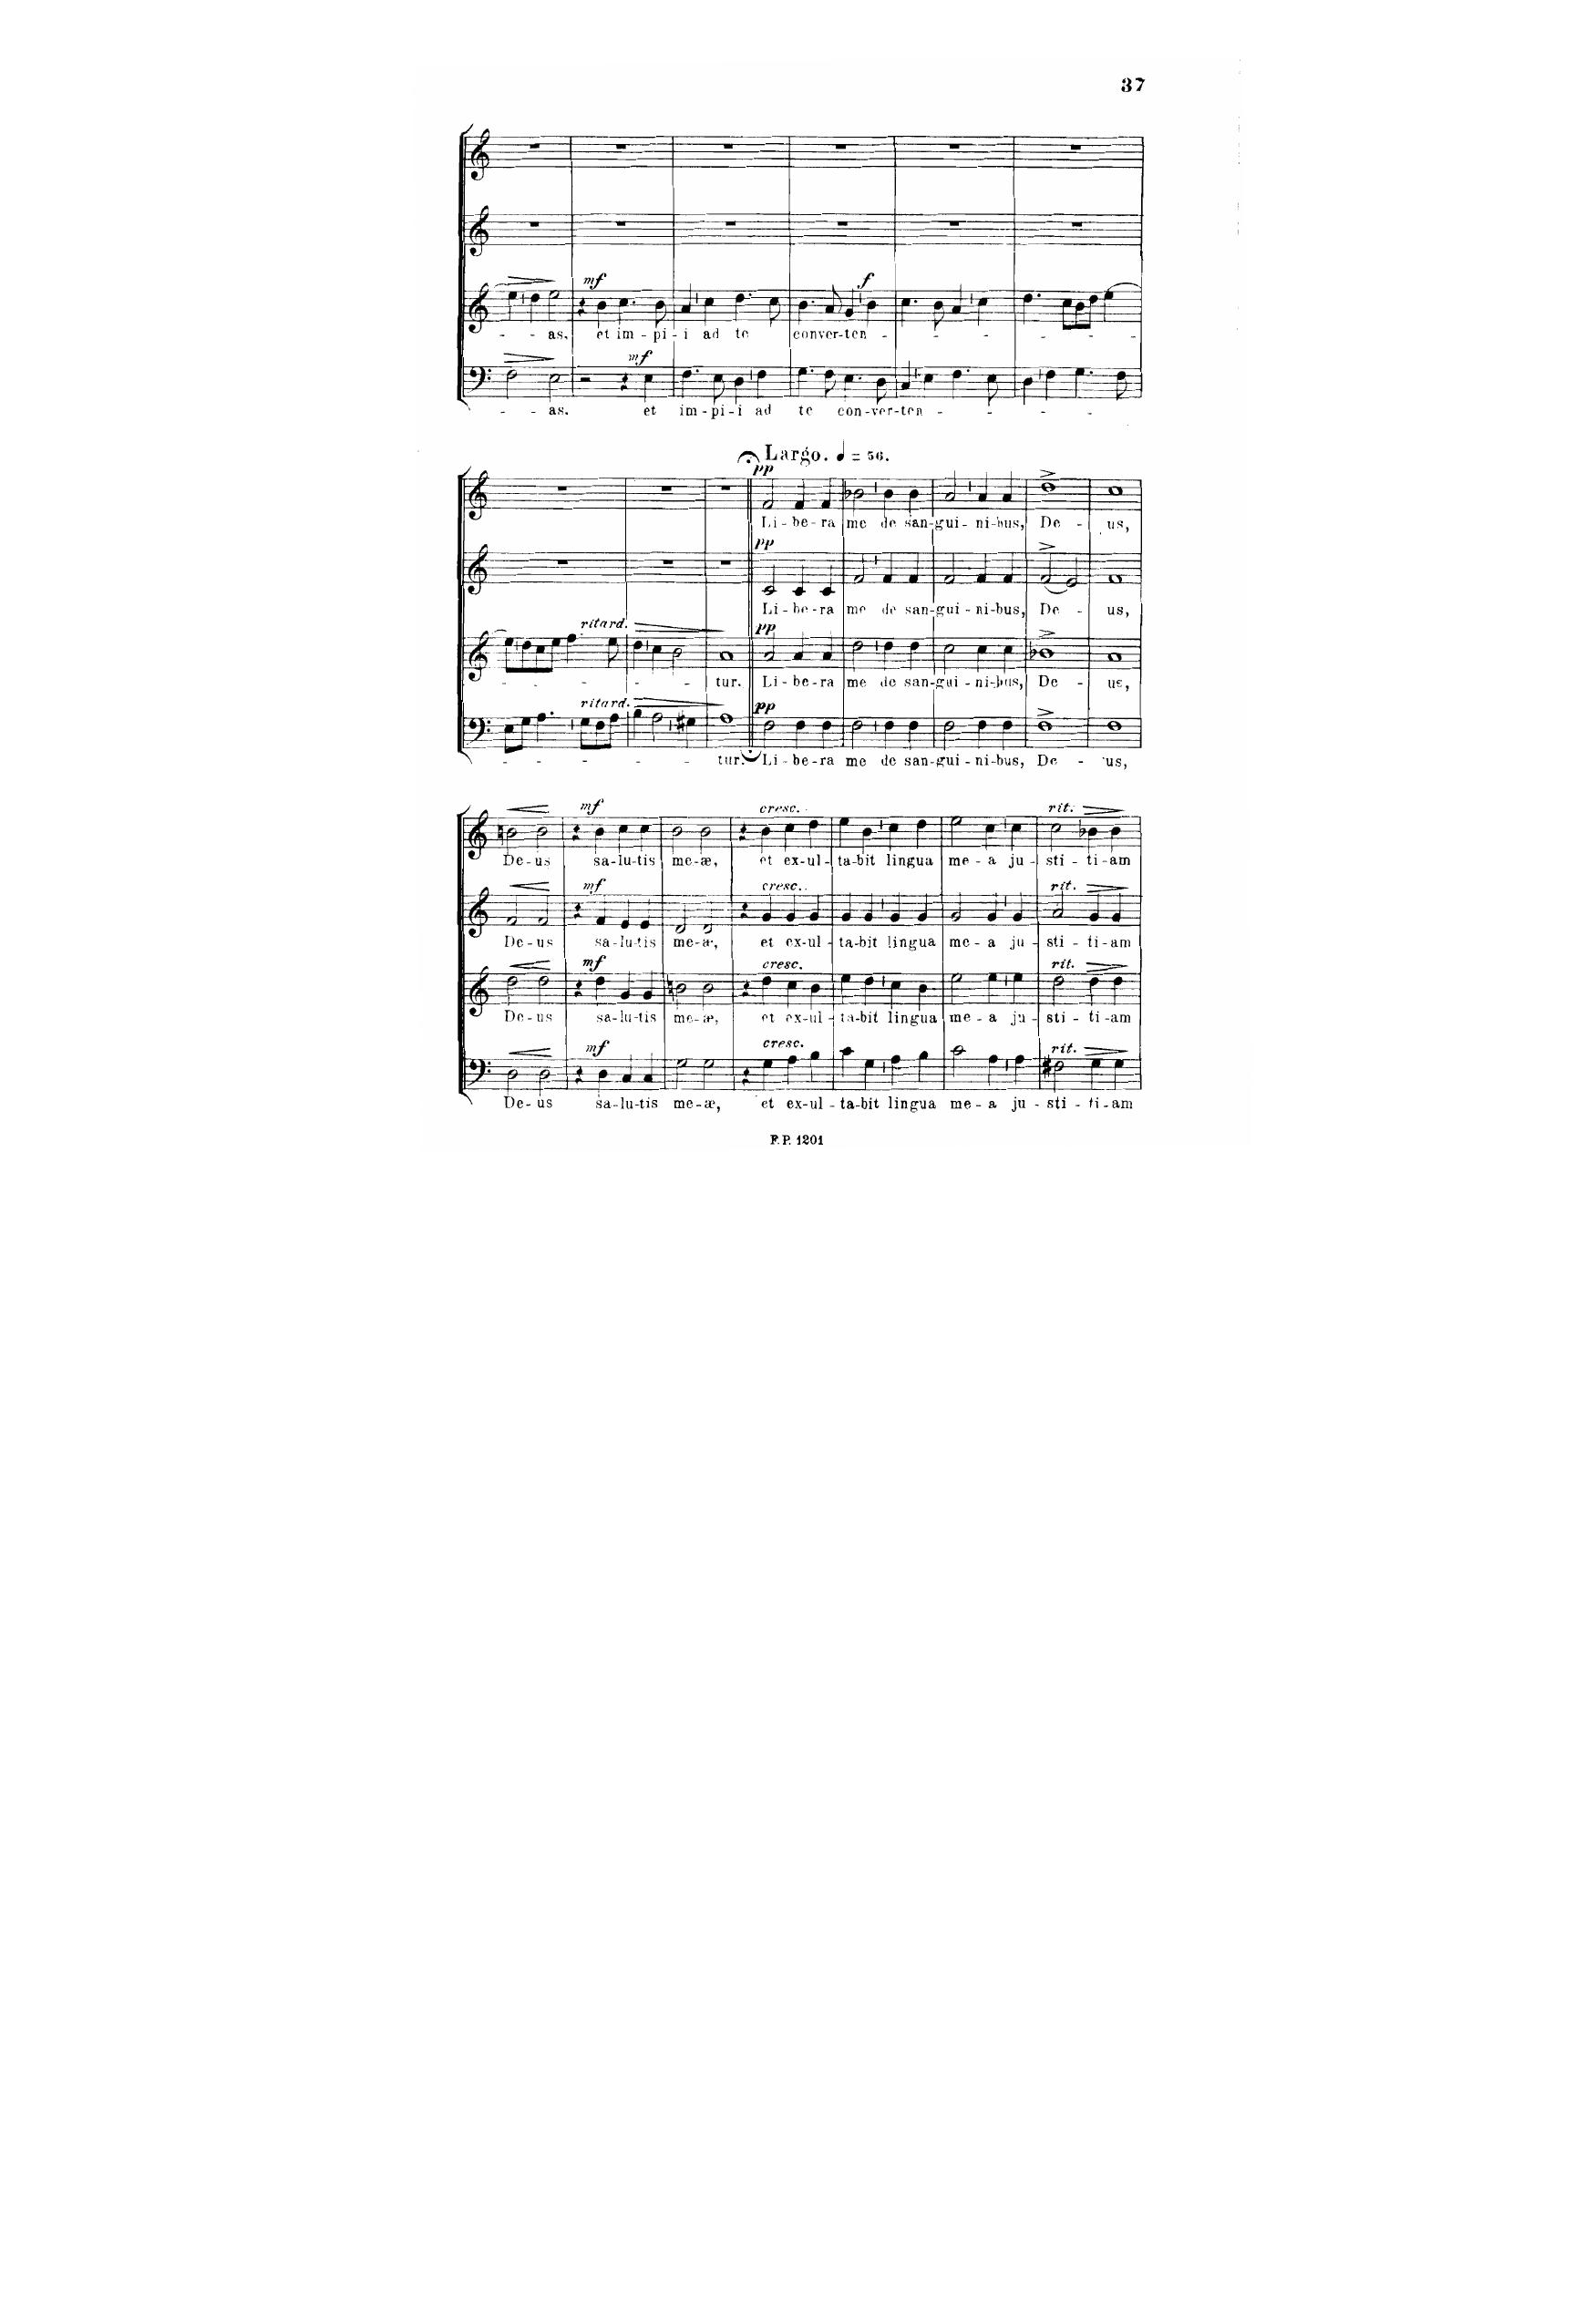 37
mf
f
- - as. et im - pi - i ad te conver-ten - - - - - -
mf
- - as. et im-pi-i ad te con-ver-ten - - - -
Largo. ♩ = 56.
pp
Li - be - ra me de san-gui - ni-bus, De - us,
pp
Li - be - ra me de san-gui - ni-bus, De - us,
ritard. pp
- - - - tur. Li - be - ra me de san-gui - ni-bus, De - us,
ritard. pp
- - - - - tur. Li - be - ra me de san-gui - ni-bus, De - us,
mf cresc. rit.
De-us sa-lu-tis me-æ, et ex-ul-ta-bit lingua me - a ju - sti - ti-am
mf cresc. rit.
De-us sa-lu-tis me-æ, et ex-ul-ta-bit lingua me - a ju - sti - ti-am
mf cresc. rit.
De-us sa-lu-tis me-æ, et ex-ul-ta-bit lingua me - a ju - sti - ti-am
mf cresc. rit.
De-us sa-lu-tis me-æ, et ex-ul-ta-bit lingua me - a ju - sti - ti-am
F. P. 1201